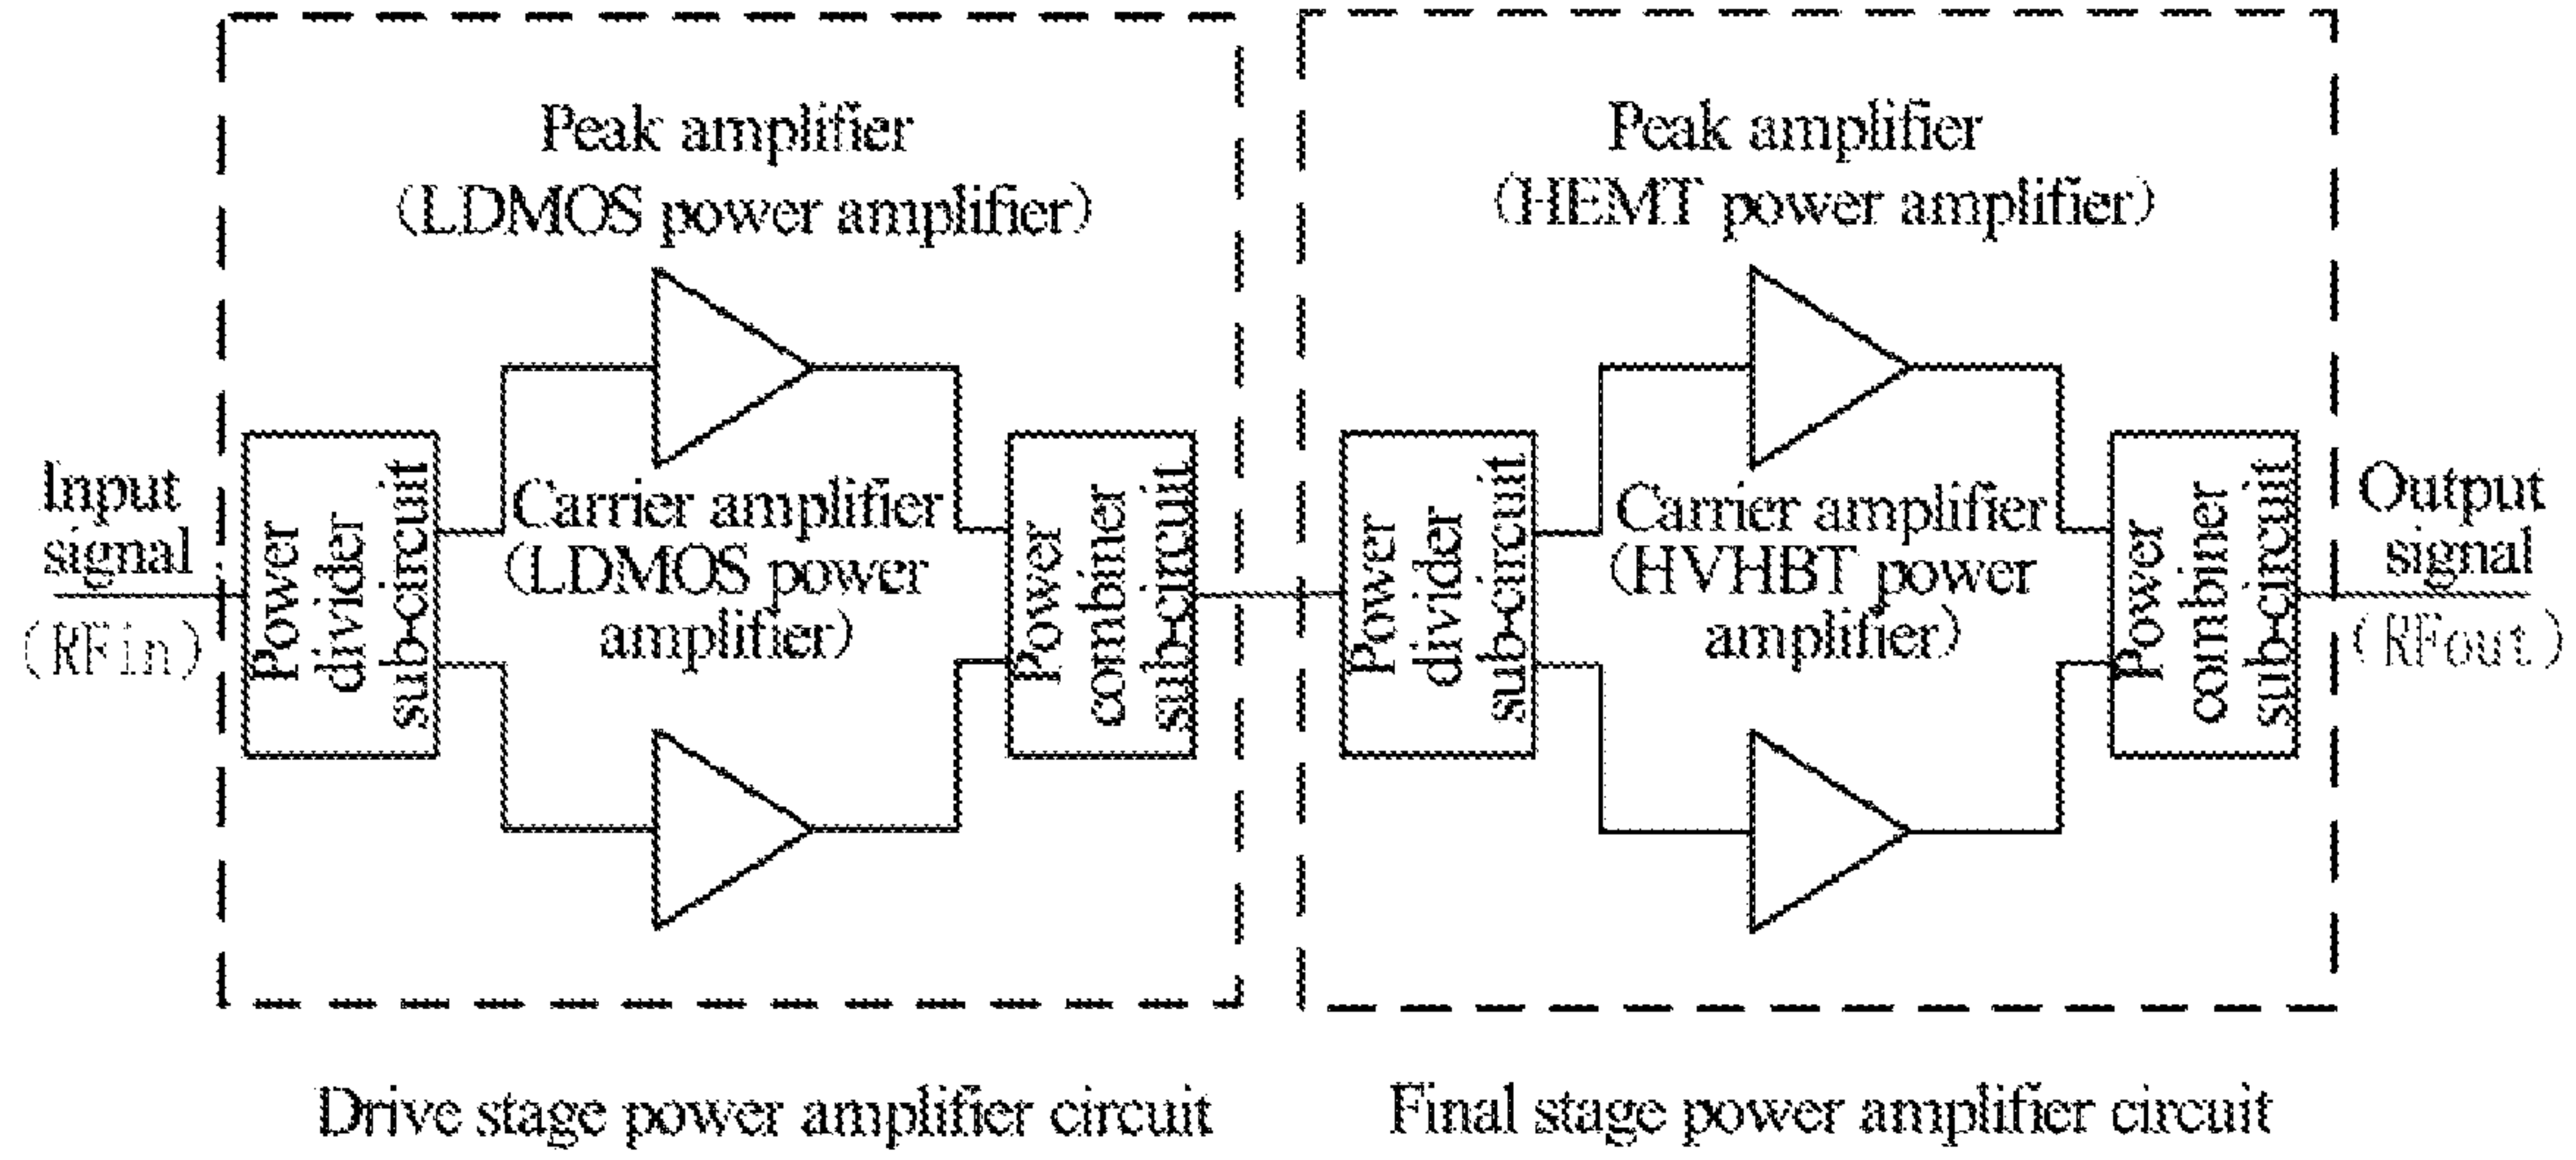 Peak amplifier
(LDMOS power amplifier)
Peak amplifier
(HEMT power amplifier)
Input
signal
(RFin)
Power
divider
sub-circuit
Carrier amplifier
(LDMOS power
amplifier)
Power
combiner
sub-circuit
Power
divider
sub-circuit
Carrier amplifier
(HVHBT power
amplifier)
Power
combiner
sub-circuit
Output
signal
(RFout)
Drive stage power amplifier circuit
Final stage power amplifier circuit